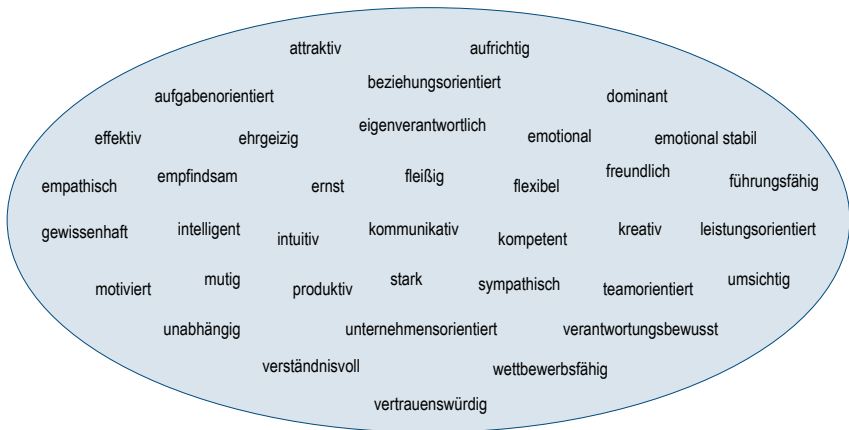 attraktiv aufrichtig
beziehungsorientiert
aufgabenorientiert dominant
eigenverantwortlich
effektiv ehrgeizig emotional emotional stabil
empathisch empfindsam ernst fleißig flexibel freundlich führungsfähig
gewissenhaft intelligent intuitiv kommunikativ kompetent kreativ leistungsorientiert
motiviert mutig produktiv stark sympathisch teamorientiert umsichtig
unabhängig unternehmensorientiert verantwortungsbewusst
verständnisvoll wettbewerbsfähig
vertrauenswürdig